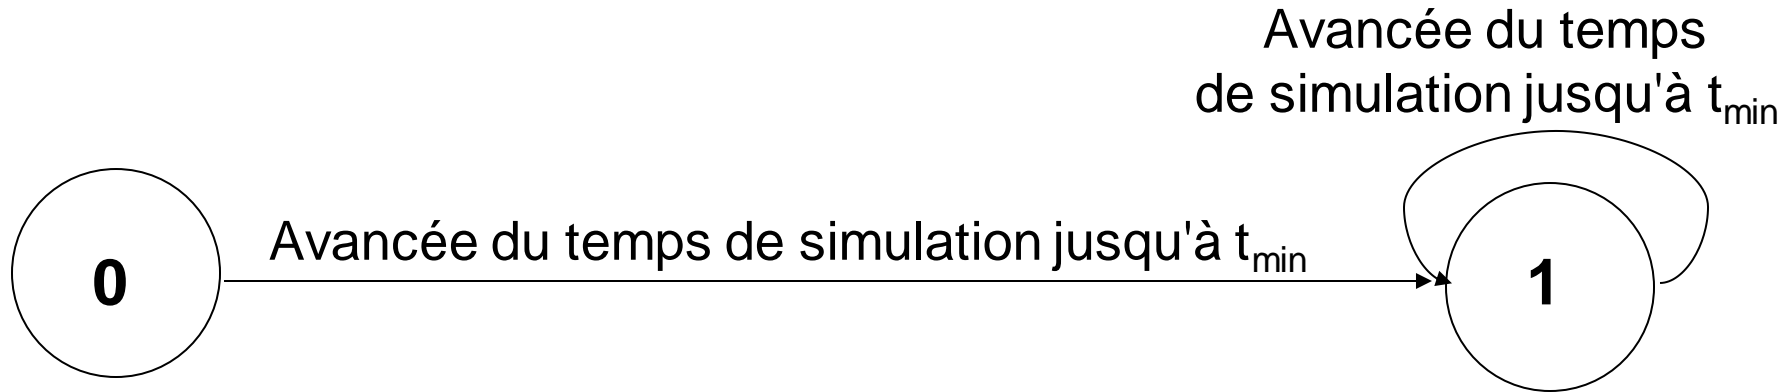 Avancée du temps
de simulation jusqu'à tmin
Avancée du temps de simulation jusqu'à tmin
0
1